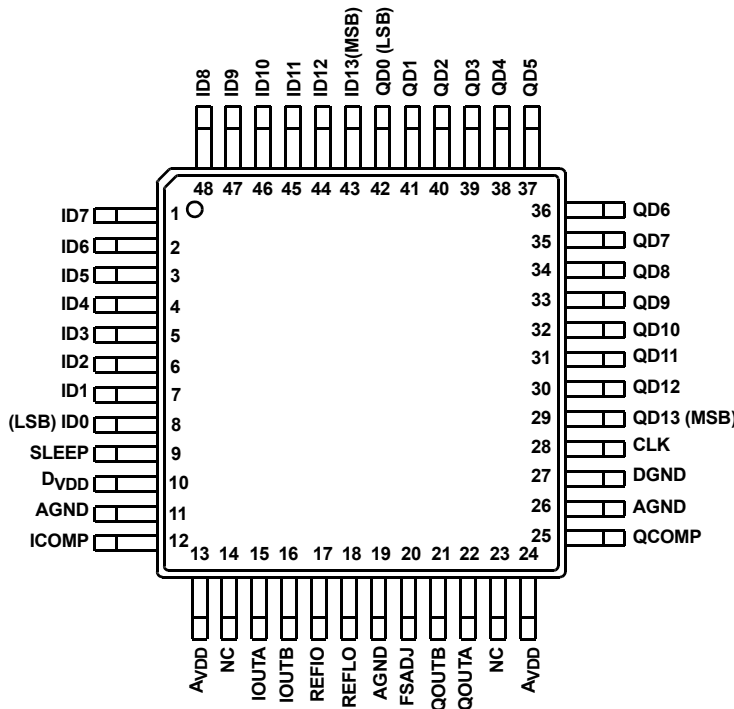 ID8
ID9
ID10
ID11
ID12
ID13(MSB)
QD0 (LSB)
QD1
QD2
QD3
QD4
QD5
48
47
46
45
44
43
42
41
40
39
38
37
ID7
1
36
QD6
ID6
2
35
QD7
ID5
3
34
QD8
ID4
4
33
QD9
ID3
5
32
QD10
ID2
6
31
QD11
ID1
7
30
QD12
(LSB) ID0
8
29
QD13 (MSB)
SLEEP
9
28
CLK
DVDD
10
27
DGND
AGND
11
26
AGND
ICOMP
12
25
QCOMP
13
14
15
16
17
18
19
20
21
22
23
24
AVDD
NC
IOUTA
IOUTB
REFIO
REFLO
AGND
FSADJ
QOUTB
QOUTA
NC
AVDD